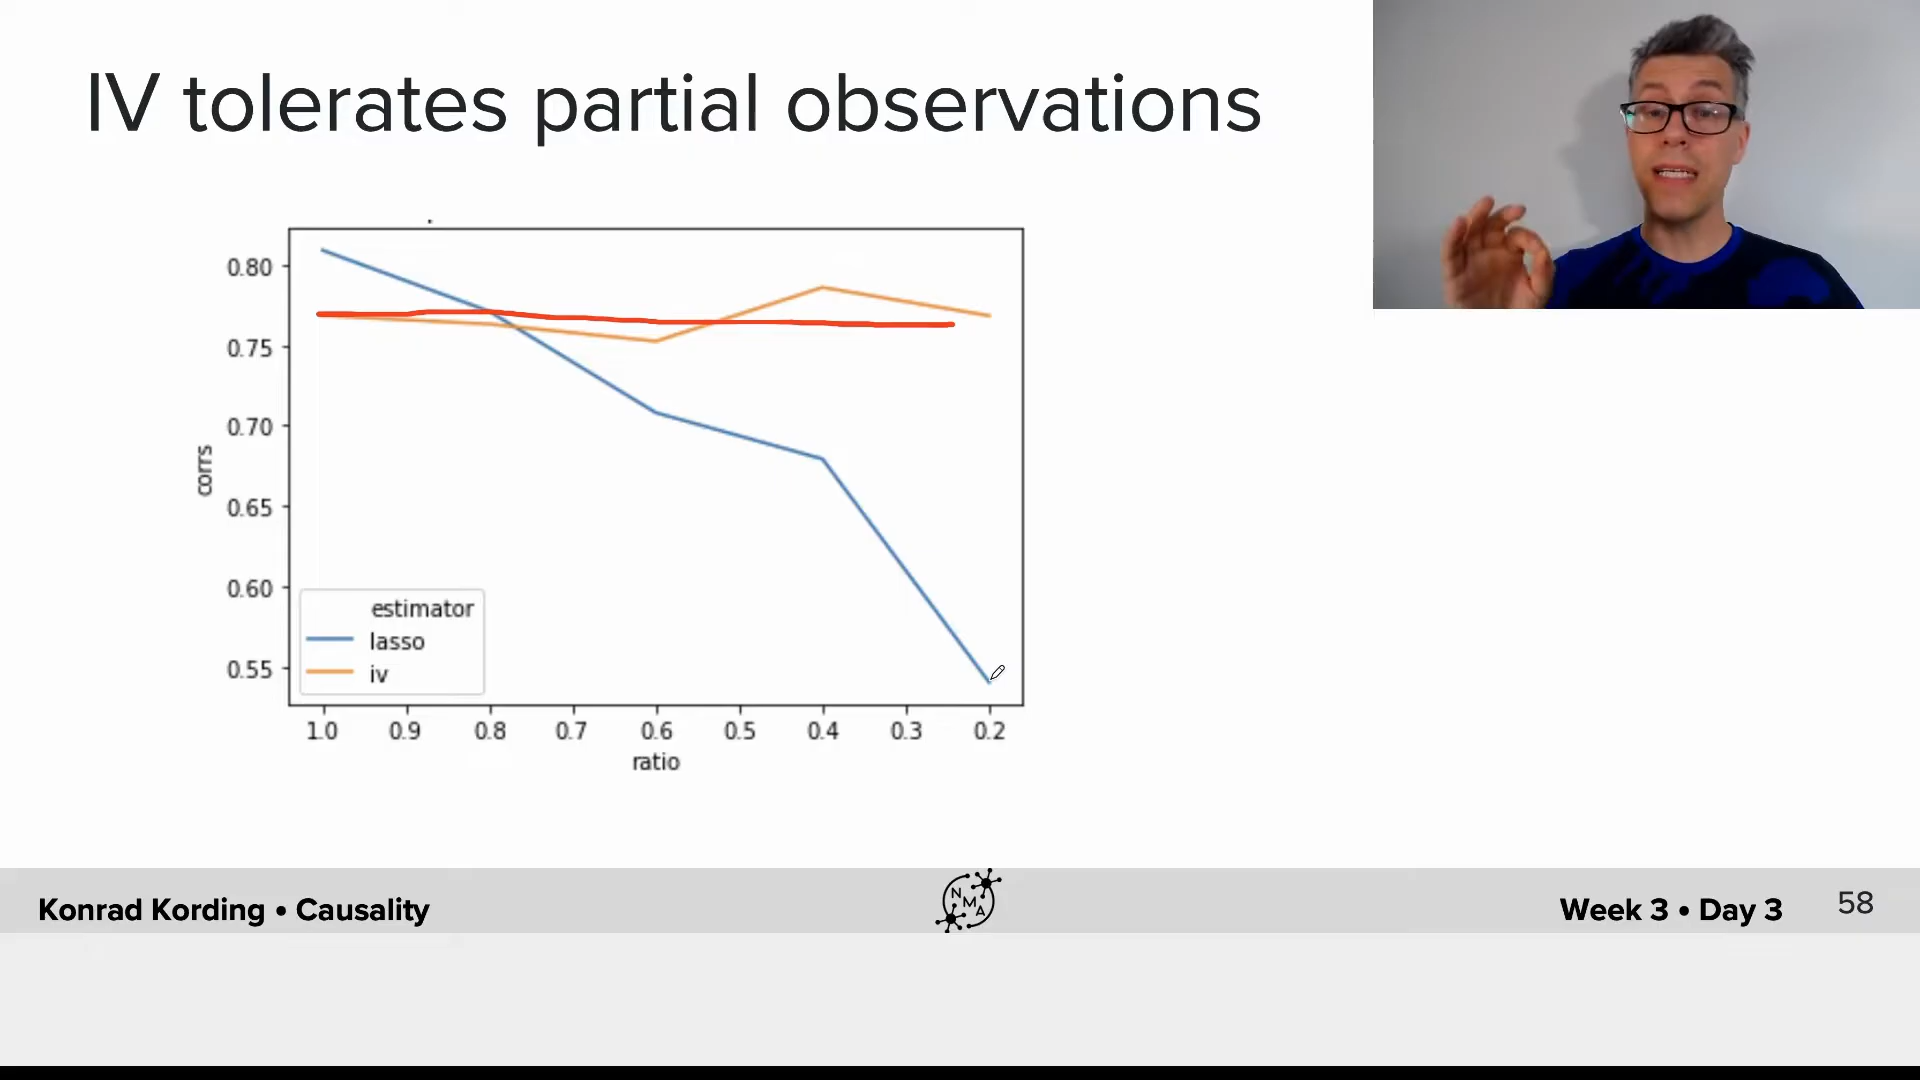 IV tolerates partial observations
0.80
0.75
0.70
0.65
0.60
0.55
corrs
estimator
lasso
iv
1.0 0.9 0.8 0.7 0.6 0.5 0.4 0.3 0.2
ratio
Konrad Kording • Causality
N
M
A
Week 3 • Day 3
58